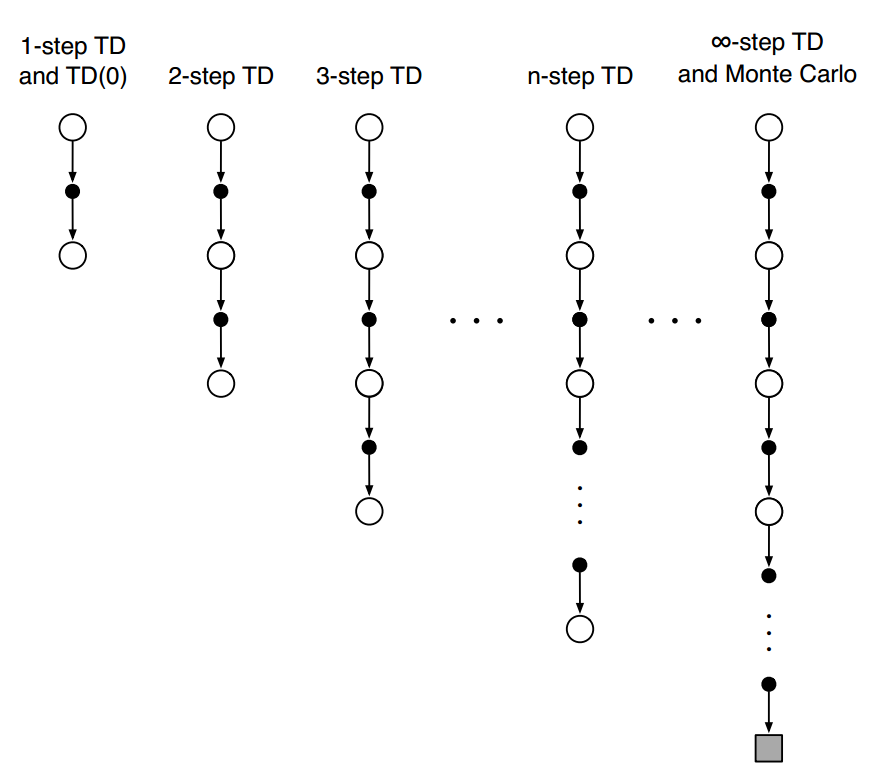 1-step TD
and TD(0)
2-step TD
3-step TD
n-step TD
∞-step TD
and Monte Carlo